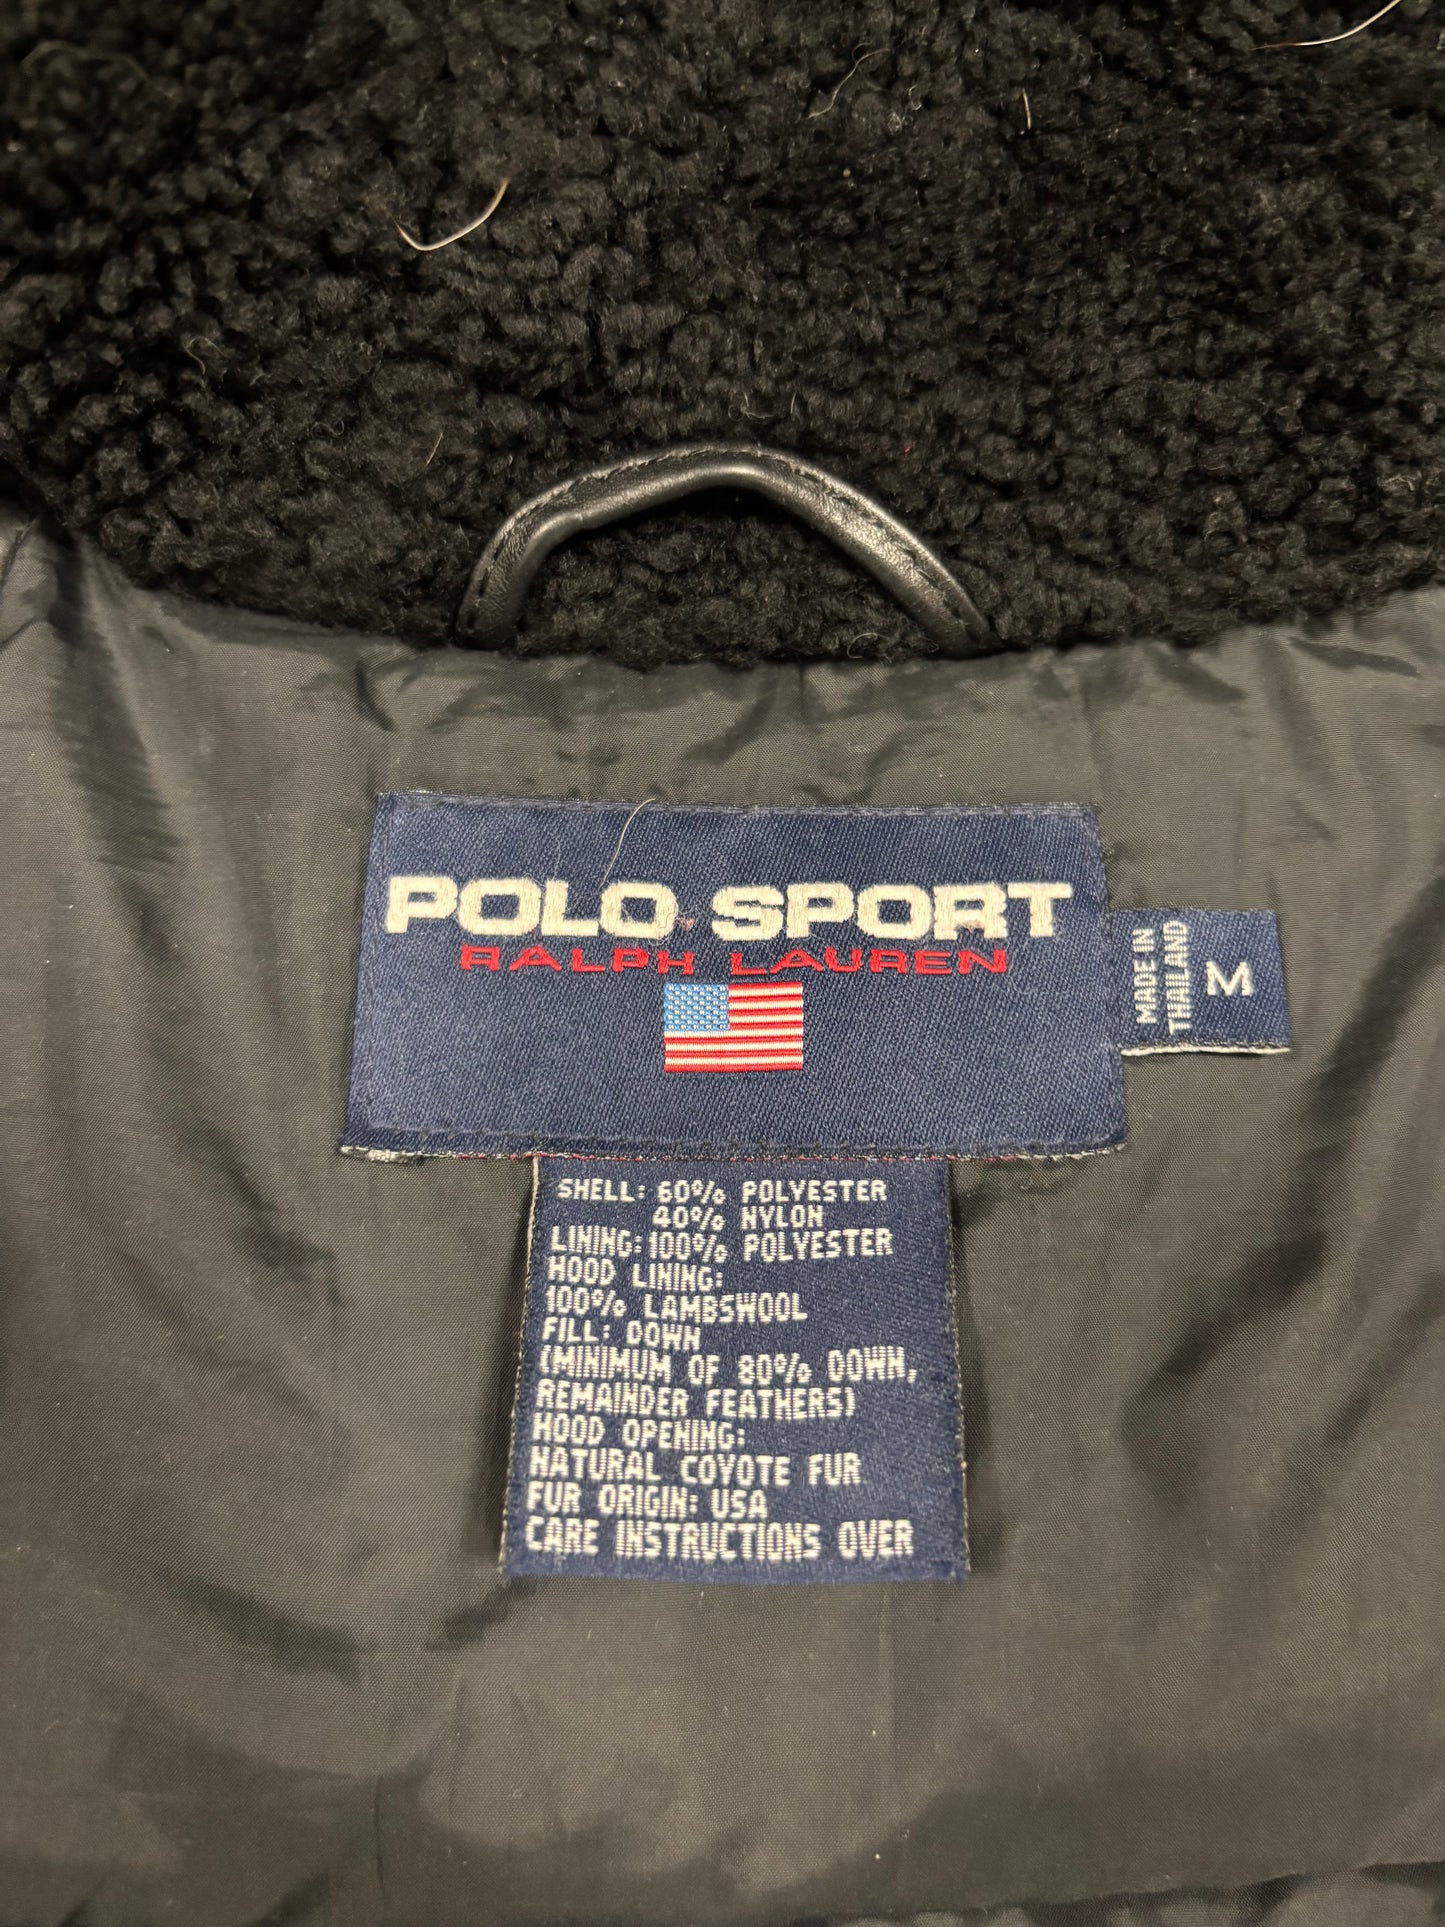 POLO SPORT
RALPH LAUREN
MADE IN
THAILAND
M
SHELL: 60% POLYESTER
40% NYLON
LINING: 100% POLYESTER
HOOD LINING:
100% LAMBSWOOL
FILL: DOWN
(MINIMUM OF 80% DOWN,
REMAINDER FEATHERS)
HOOD OPENING:
NATURAL COYOTE FUR
FUR ORIGIN: USA
CARE INSTRUCTIONS OVER